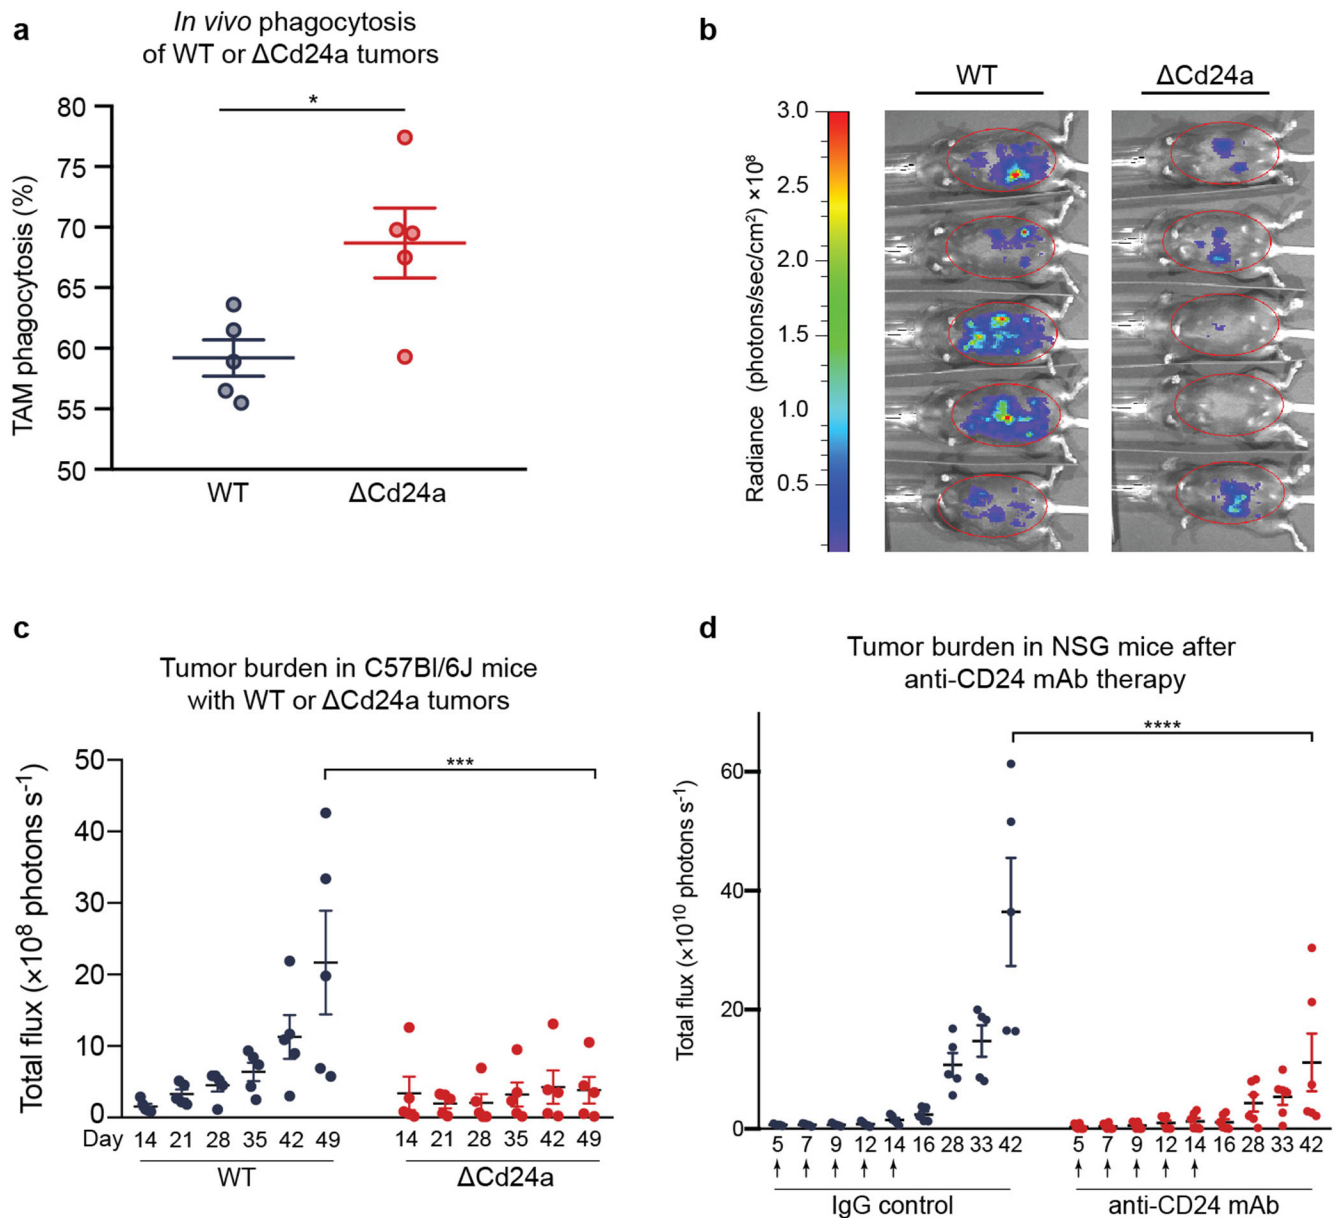 a
In vivo phagocytosis
of WT or ΔCd24a tumors
*
TAM phagocytosis (%)
80
75
70
65
60
55
50
WT ΔCd24a
b
WT ΔCd24a
Radiance (photons/sec/cm²) ×10⁸
3.0
2.5
2.0
1.5
1.0
0.5
c
Tumor burden in C57Bl/6J mice
with WT or ΔCd24a tumors
***
Total flux (×10⁸ photons s⁻¹)
50
40
30
20
10
0
Day 14 21 28 35 42 49 14 21 28 35 42 49
WT ΔCd24a
d
Tumor burden in NSG mice after
anti-CD24 mAb therapy
****
Total flux (×10¹⁰ photons s⁻¹)
60
40
20
0
5 7 9 12 14 16 28 33 42 5 7 9 12 14 16 28 33 42
IgG control anti-CD24 mAb